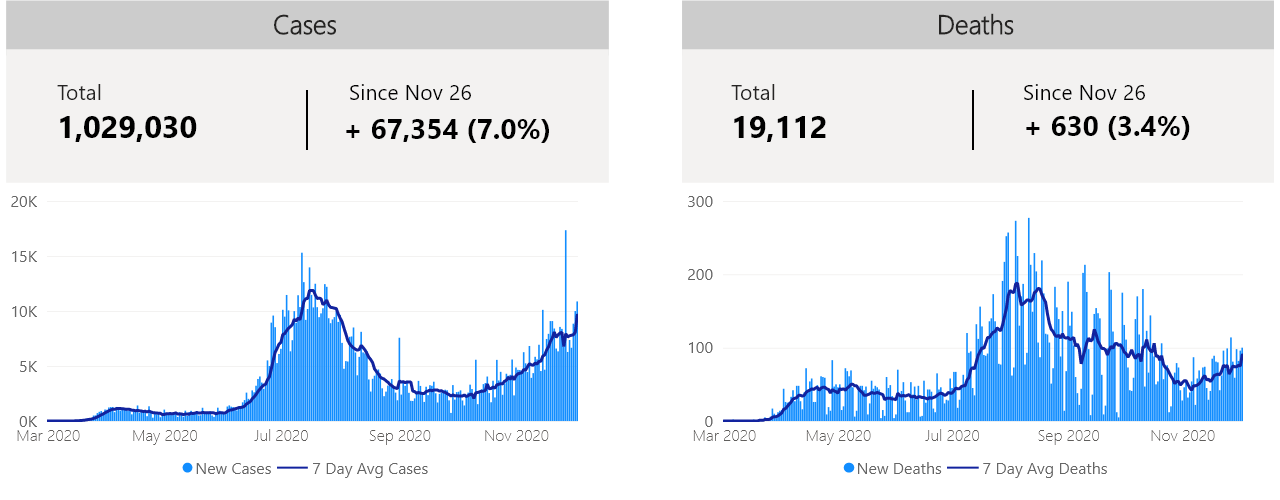 Cases
Total
1,029,030
Since Nov 26
+ 67,354 (7.0%)
20K
15K
10K
5K
0K
Mar 2020 May 2020 Jul 2020 Sep 2020 Nov 2020
New Cases 7 Day Avg Cases
Deaths
Total
19,112
Since Nov 26
+ 630 (3.4%)
300
200
100
0
Mar 2020 May 2020 Jul 2020 Sep 2020 Nov 2020
New Deaths 7 Day Avg Deaths